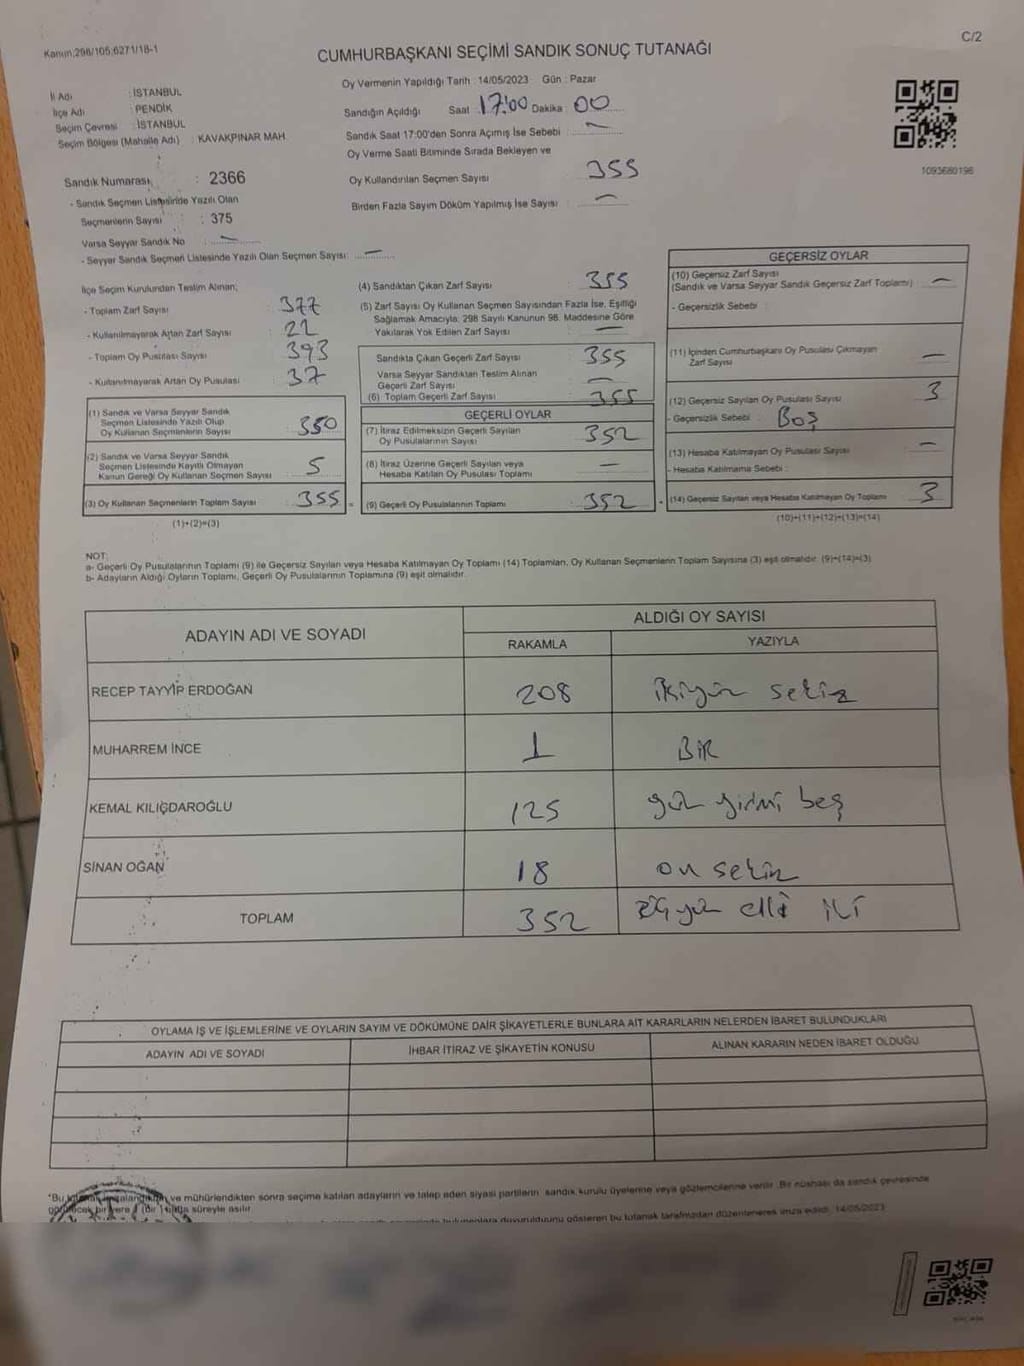 Kanun:298/105;6271/18-1
C/2
CUMHURBAŞKANI SEÇİMİ SANDIK SONUÇ TUTANAĞI
Oy Vermenin Yapıldığı Tarih : 14/05/2023 Gün : Pazar
İl Adı : İSTANBUL
İlçe Adı : PENDİK
Seçim Çevresi : İSTANBUL
Seçim Bölgesi (Mahalle Adı) : KAVAKPINAR MAH.
Sandığın Açıldığı Saat 17:00 Dakika 00
Sandık Saat 17:00'den Sonra Açımış İse Sebebi :
Oy Verme Saati Bitiminde Sırada Bekleyen ve
Oy Kullandırılan Seçmen Sayısı : 355
Birden Fazla Sayım Döküm Yapılmış İse Sayısı :
1093680196
Sandık Numarası : 2366
- Sandık Seçmen Listesinde Yazılı Olan
Seçmenlerin Sayısı : 375
Varsa Seyyar Sandık No :
- Seyyar Sandık Seçmen Listesinde Yazılı Olan Seçmen Sayısı:
İlçe Seçim Kurulundan Teslim Alınan;
- Toplam Zarf Sayısı : 377
- Kullanılmayarak Artan Zarf Sayısı : 22
- Toplam Oy Pusulası Sayısı : 393
- Kullanılmayarak Artan Oy Pusulası : 37
(1) Sandık ve Varsa Seyyar Sandık
Seçmen Listesinde Yazılı Olup
Oy Kullanan Seçmenlerin Sayısı : 350
(2) Sandık ve Varsa Seyyar Sandık
Seçmen Listesinde Kayıtlı Olmayan
Kanun Gereği Oy Kullanan Seçmen Sayısı : 5
(3) Oy Kullanan Seçmenlerin Toplam Sayısı : 355
(1)+(2)=(3)
(4) Sandıktan Çıkan Zarf Sayısı : 355
(5) Zarf Sayısı Oy Kullanan Seçmen Sayısından Fazla İse, Eşitliği
Sağlamak Amacıyla; 298 Sayılı Kanunun 98. Maddesine Göre
Yakılarak Yok Edilen Zarf Sayısı :
Sandıkta Çıkan Geçerli Zarf Sayısı : 355
Varsa Seyyar Sandıktan Teslim Alınan
Geçerli Zarf Sayısı :
(6) Toplam Geçerli Zarf Sayısı : 355
GEÇERLİ OYLAR
(7) İtiraz Edilmeksizin Geçerli Sayılan
Oy Pusulalarının Sayısı : 352
(8) İtiraz Üzerine Geçerli Sayılan veya
Hesaba Katılan Oy Pusulası Toplamı :
(9) Geçerli Oy Pusulalarının Toplamı : 352
GEÇERSİZ OYLAR
(10) Geçersiz Zarf Sayısı
(Sandık ve Varsa Seyyar Sandık Geçersiz Zarf Toplamı) :
- Geçersizlik Sebebi :
(11) İçinden Cumhurbaşkanı Oy Pusulası Çıkmayan
Zarf Sayısı :
(12) Geçersiz Sayılan Oy Pusulası Sayısı : 3
- Geçersizlik Sebebi : Boş
(13) Hesaba Katılmayan Oy Pusulası Sayısı :
- Hesaba Katılmama Sebebi :
(14) Geçersiz Sayılan veya Hesaba Katılmayan Oy Toplamı : 3
(10)+(11)+(12)+(13)=(14)
NOT:
a- Geçerli Oy Pusulalarının Toplamı (9) ile Geçersiz Sayılan veya Hesaba Katılmayan Oy Toplamı (14) Toplamları, Oy Kullanan Seçmenlerin Toplam Sayısına (3) eşit olmalıdır. (9)+(14)=(3)
b- Adayların Aldığı Oyların Toplamı, Geçerli Oy Pusulalarının Toplamına (9) eşit olmalıdır.
ADAYIN ADI VE SOYADI ALDIĞI OY SAYISI
RAKAMLA YAZIYLA
RECEP TAYYİP ERDOĞAN 208 ikiyüz sekiz
MUHARREM İNCE 1 BİR
KEMAL KILIÇDAROĞLU 125 yüz yirmi beş
SİNAN OĞAN 18 on sekiz
TOPLAM 352 üç yüz elli iki
OYLAMA İŞ VE İŞLEMLERİNE VE OYLARIN SAYIM VE DÖKÜMÜNE DAİR ŞİKAYETLERLE BUNLARA AİT KARARLARIN NELERDEN İBARET BULUNDUKLARI
ADAYIN ADI VE SOYADI İHBAR İTİRAZ VE ŞİKAYETİN KONUSU ALINAN KARARIN NEDEN İBARET OLDUĞU
ve mühürlendikten sonra seçime katılan adayların ve talep eden siyasi partilerin sandık kurulu üyelerine veya gözlemcilerine verilir. Bir nüshası da sandık çevresinde
süreyle asılır.
bulunanlara duyurulduğunu gösteren bu tutanak tarafımızdan düzenlenerek imza edildi. 14/05/2023